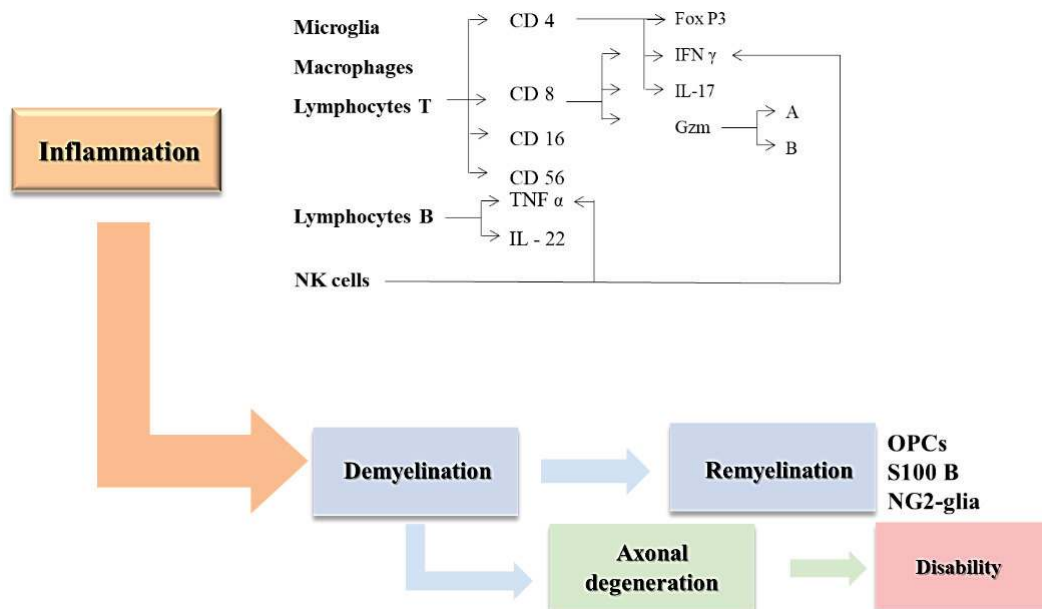 Inflammation
Microglia
Macrophages
Lymphocytes T
CD 4
CD 8
CD 16
CD 56
Fox P3
IFN γ
IL-17
Gzm
A
B
Lymphocytes B
TNF α
IL - 22
NK cells
Demyelination
Remyelination
OPCs
S100 B
NG2-glia
Axonal
degeneration
Disability